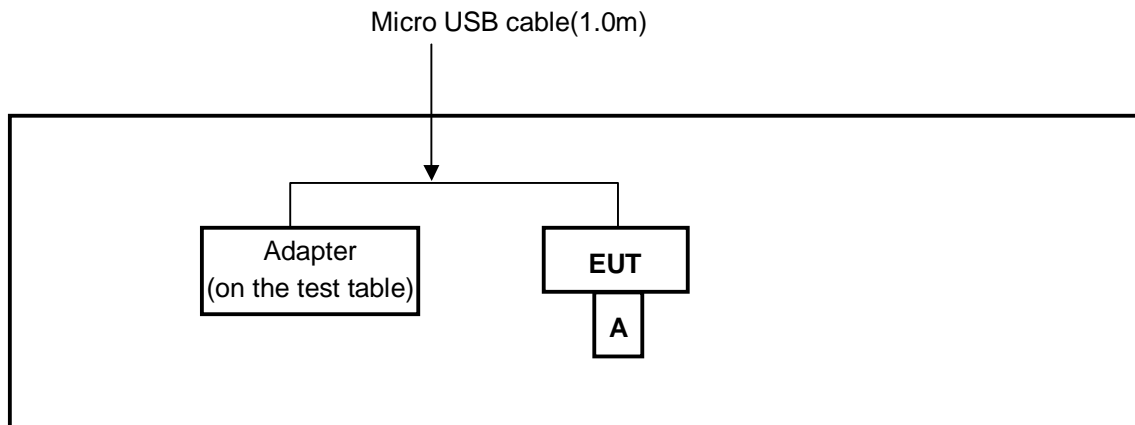 Micro USB cable(1.0m)
Adapter
(on the test table)
EUT
A